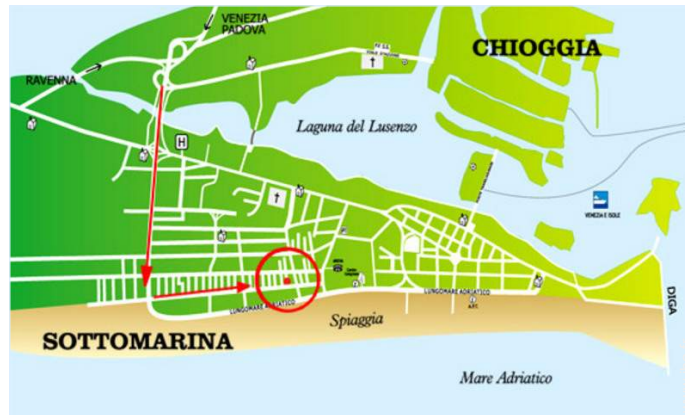 VENEZIA
PADOVA
CHIOGGIA
RAVENNA
Laguna del Lusenzo
H
VENEZIA E ISOLE
LUNGOMARE ADRIATICO
LUNGOMARE ADRIATICO
DIGA
Spiaggia
SOTTOMARINA
Mare Adriatico